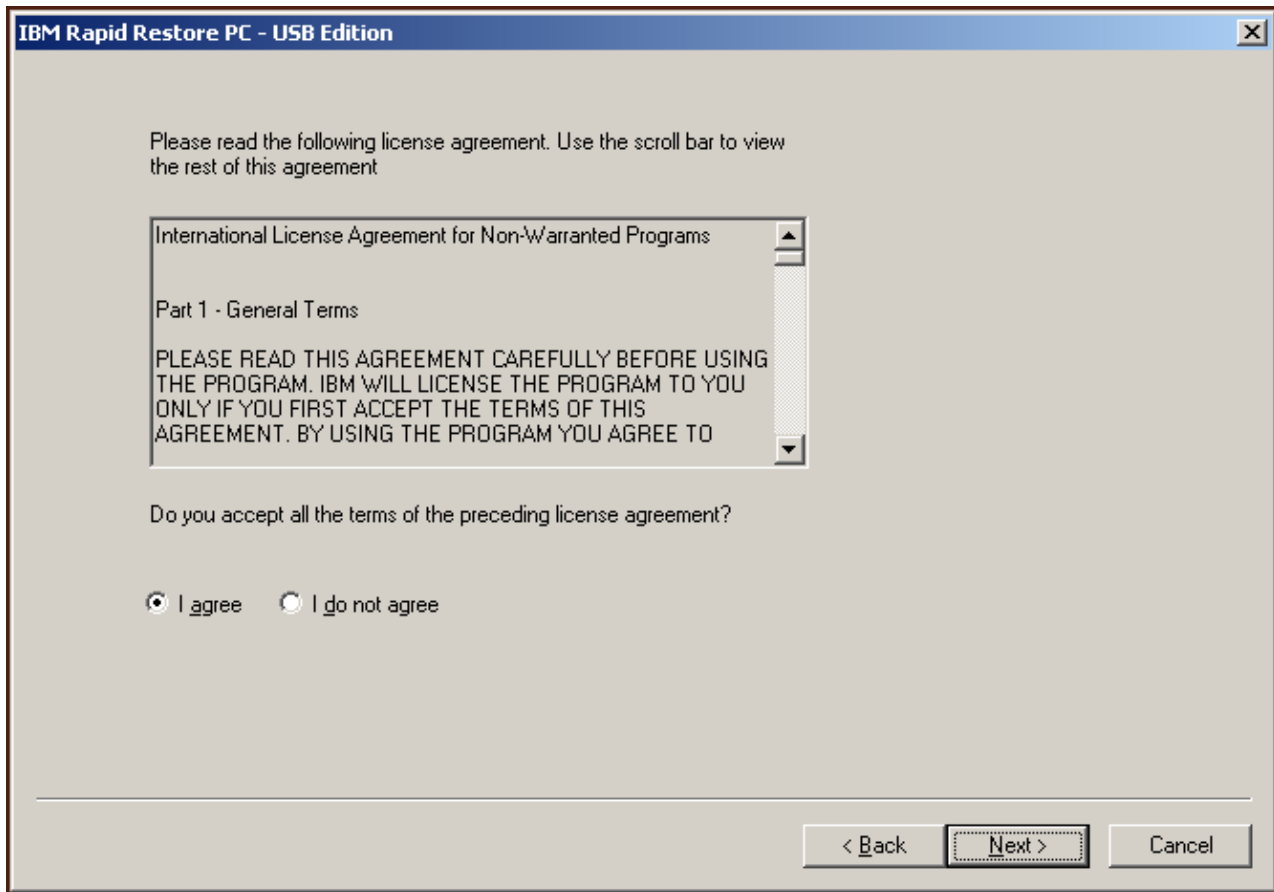 IBM Rapid Restore PC - USB Edition
Please read the following license agreement. Use the scroll bar to view
the rest of this agreement
International License Agreement for Non-Warranted Programs
Part 1 - General Terms
PLEASE READ THIS AGREEMENT CAREFULLY BEFORE USING
THE PROGRAM. IBM WILL LICENSE THE PROGRAM TO YOU
ONLY IF YOU FIRST ACCEPT THE TERMS OF THIS
AGREEMENT. BY USING THE PROGRAM YOU AGREE TO
Do you accept all the terms of the preceding license agreement?
I agree I do not agree
< Back Next > Cancel